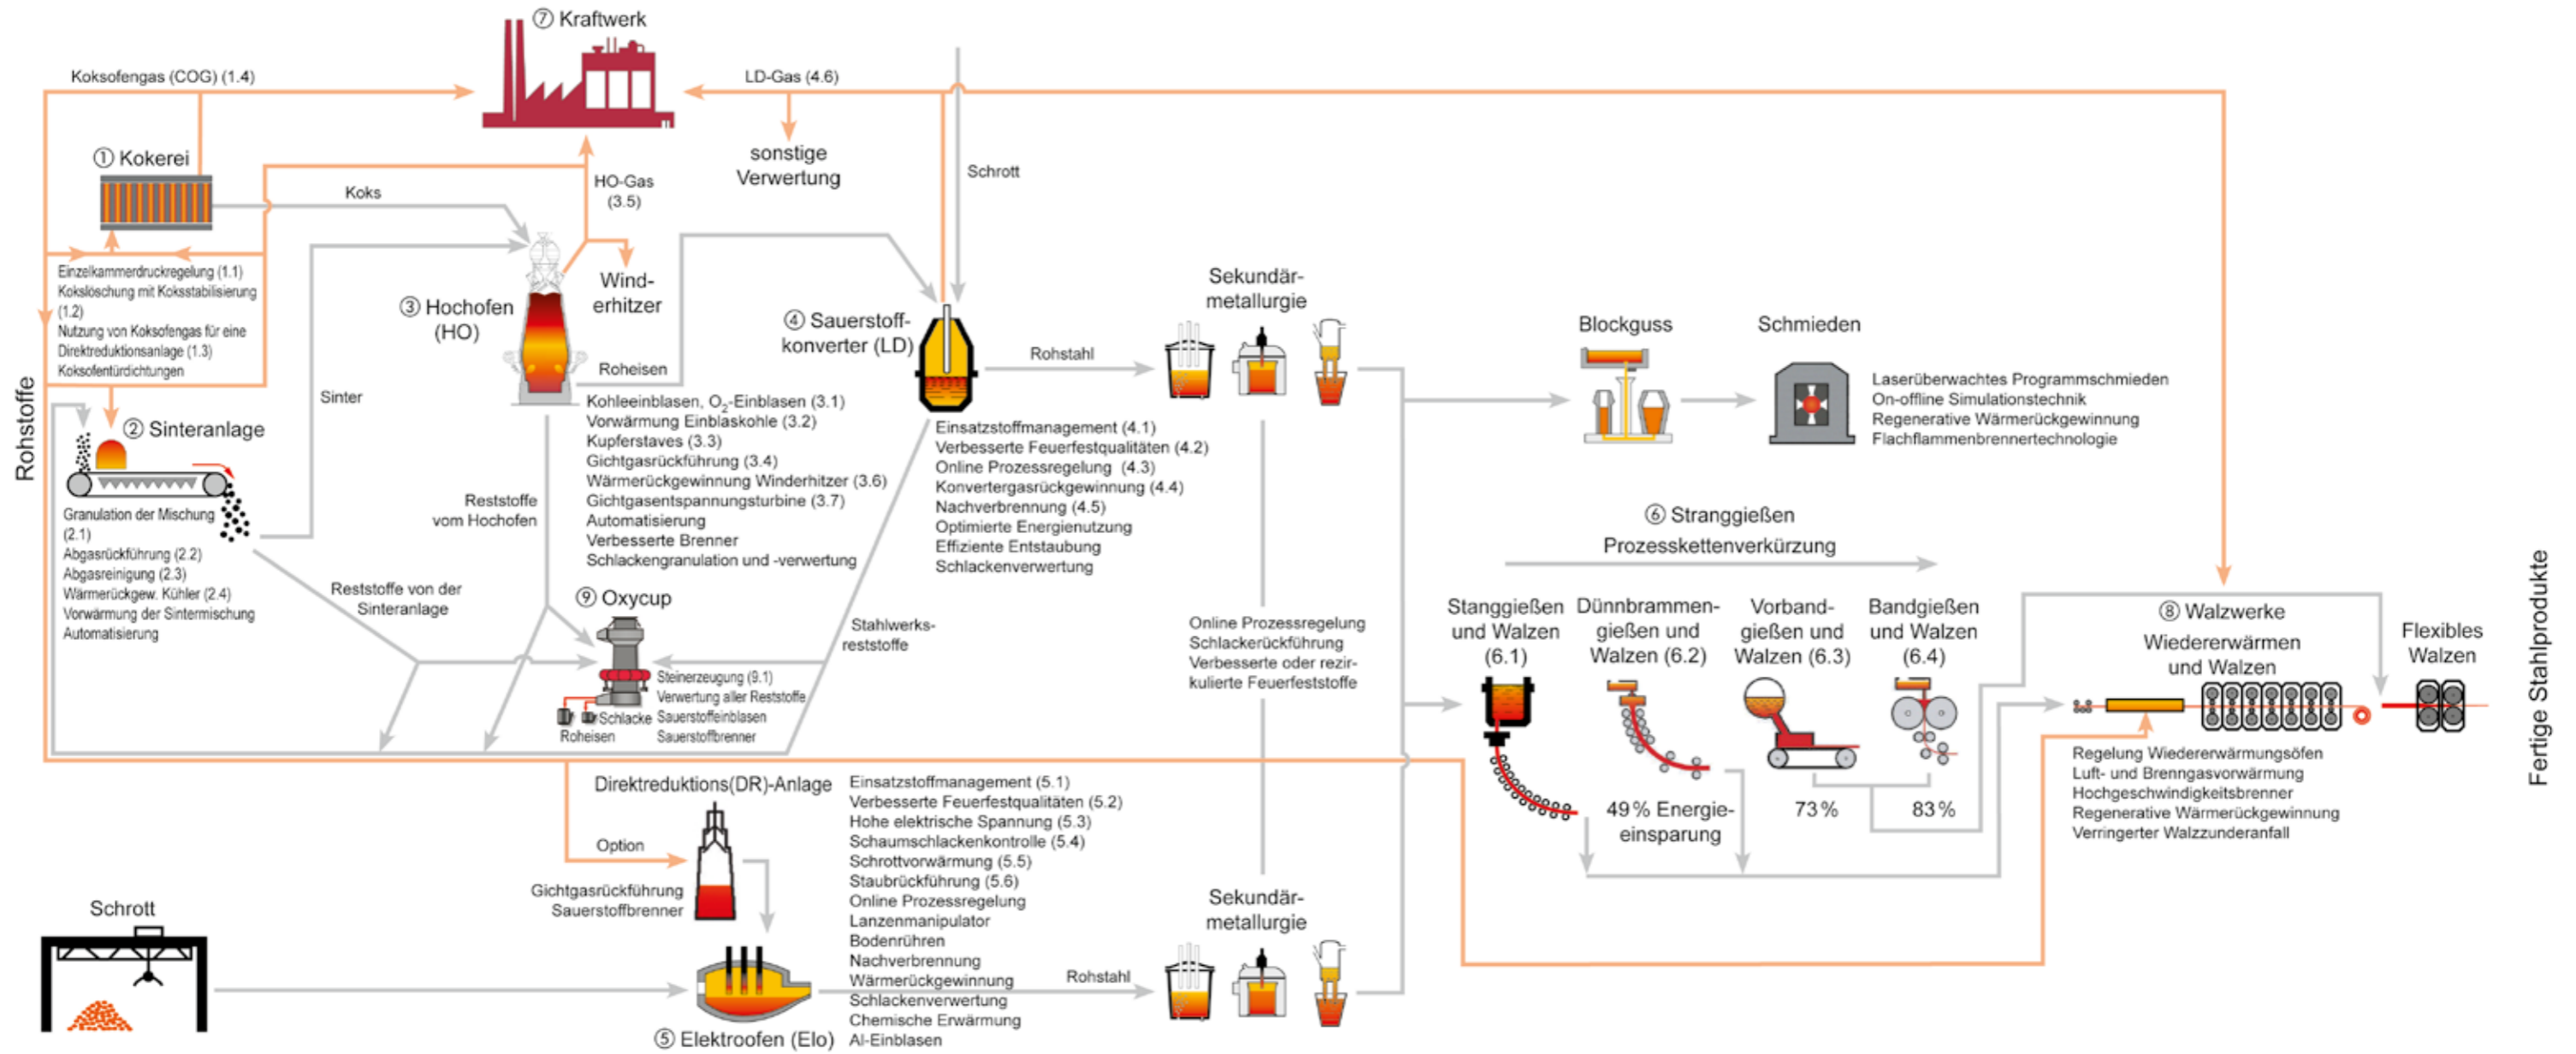 ⑦ Kraftwerk
Koksofengas (COG) (1.4)
LD-Gas (4.6)
① Kokerei
sonstige
Verwertung
Schrott
Koks
HO-Gas
(3.5)
Einzelkammerdruckregelung (1.1)
Kokslöschung mit Koksstabilisierung
(1.2)
Nutzung von Koksofengas für eine
Direktreduktionsanlage (1.3)
Koksofentürdichtungen
Wind-
erhitzer
③ Hochofen
(HO)
④ Sauerstoff-
konverter (LD)
Sekundär-
metallurgie
Roheisen
Rohstahl
Blockguss
Schmieden
Laserüberwachtes Programmschmieden
On-offline Simulationstechnik
Regenerative Wärmerückgewinnung
Flachflammenbrennertechnologie
Rohstoffe
Sinter
② Sinteranlage
Granulation der Mischung
(2.1)
Abgasrückführung (2.2)
Abgasreinigung (2.3)
Wärmerückgew. Kühler (2.4)
Vorwärmung der Sintermischung
Automatisierung
Kohleeinblasen, O2-Einblasen (3.1)
Vorwärmung Einblaskohle (3.2)
Kupferstaves (3.3)
Gichtgasrückführung (3.4)
Wärmerückgewinnung Winderhitzer (3.6)
Gichtgasentspannungsturbine (3.7)
Automatisierung
Verbesserte Brenner
Schlackengranulation und -verwertung
Einsatzstoffmanagement (4.1)
Verbesserte Feuerfestqualitäten (4.2)
Online Prozessregelung (4.3)
Konvertergasrückgewinnung (4.4)
Nachverbrennung (4.5)
Optimierte Energienutzung
Effiziente Entstaubung
Schlackenverwertung
Reststoffe
vom Hochofen
Reststoffe von der
Sinteranlage
⑨ Oxycup
Stahlwerks-
reststoffe
Steinerzeugung (9.1)
Verwertung aller Reststoffe
Sauerstoffeinblasen
Sauerstoffbrenner
Schlacke
Roheisen
Online Prozessregelung
Schlackerückführung
Verbesserte oder rezir-
kulierte Feuerfeststoffe
⑥ Stranggießen
Prozesskettenverkürzung
Stanggießen
und Walzen
(6.1)
Dünnbrammen-
gießen und
Walzen (6.2)
Vorband-
gießen und
Walzen (6.3)
Bandgießen
und Walzen
(6.4)
49 % Energie-
einsparung
73 %
83 %
⑧ Walzwerke
Wiedererwärmen
und Walzen
Flexibles
Walzen
Regelung Wiedererwärmungsöfen
Luft- und Brenngasvorwärmung
Hochgeschwindigkeitsbrenner
Regenerative Wärmerückgewinnung
Verringerter Walzzunderanfall
Fertige Stahlprodukte
Direktreduktions(DR)-Anlage
Option
Gichtgasrückführung
Sauerstoffbrenner
Einsatzstoffmanagement (5.1)
Verbesserte Feuerfestqualitäten (5.2)
Hohe elektrische Spannung (5.3)
Schaumschlackenkontrolle (5.4)
Schrottvorwärmung (5.5)
Staubrückführung (5.6)
Online Prozessregelung
Lanzenmanipulator
Bodenrühren
Nachverbrennung
Wärmerückgewinnung
Schlackenverwertung
Chemische Erwärmung
Al-Einblasen
Schrott
⑤ Elektroofen (Elo)
Rohstahl
Sekundär-
metallurgie